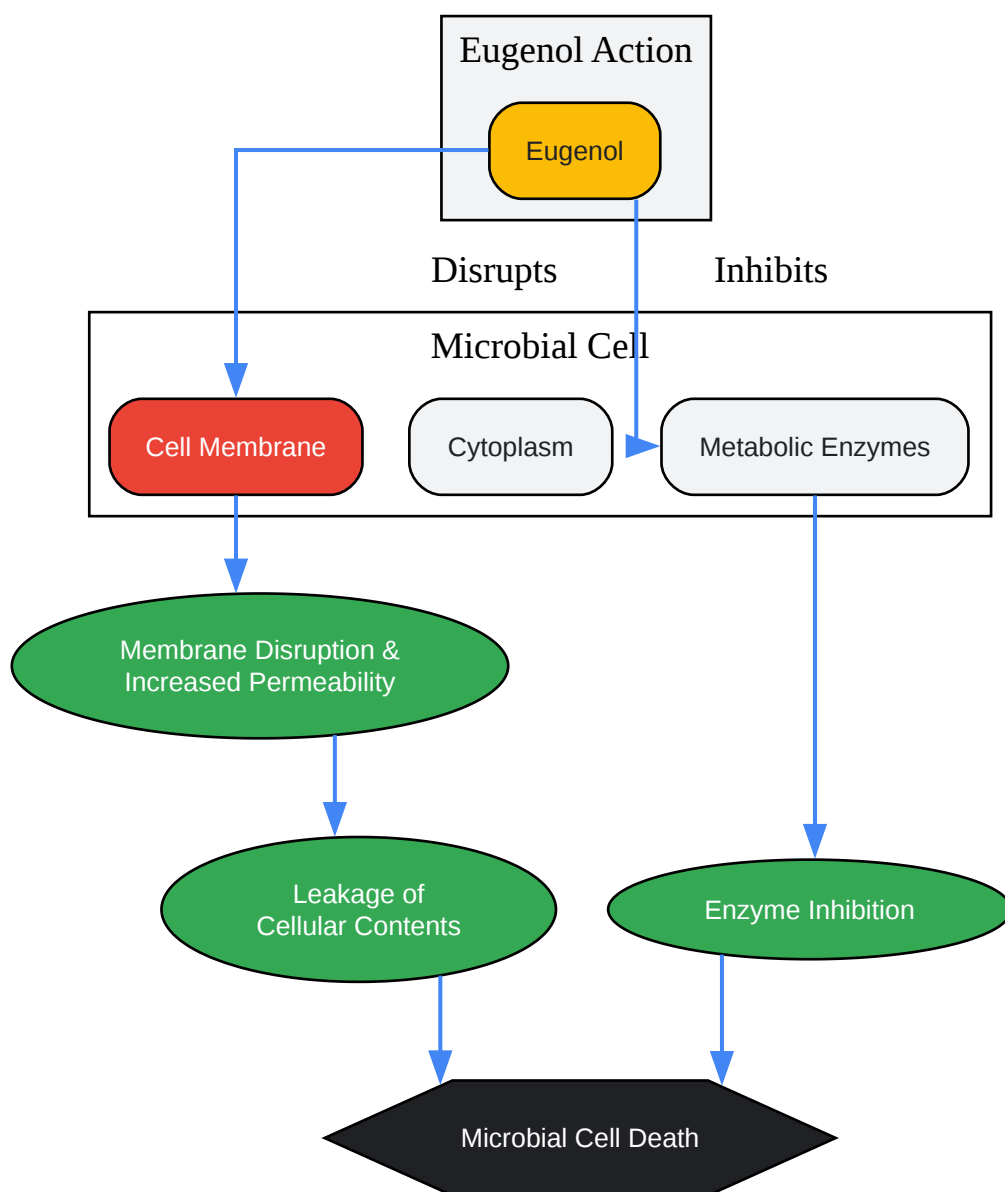 Eugenol Action
Eugenol
Disrupts
Inhibits
Microbial Cell
Cell Membrane
Cytoplasm
Metabolic Enzymes
Membrane Disruption &
Increased Permeability
Leakage of
Cellular Contents
Enzyme Inhibition
Microbial Cell Death